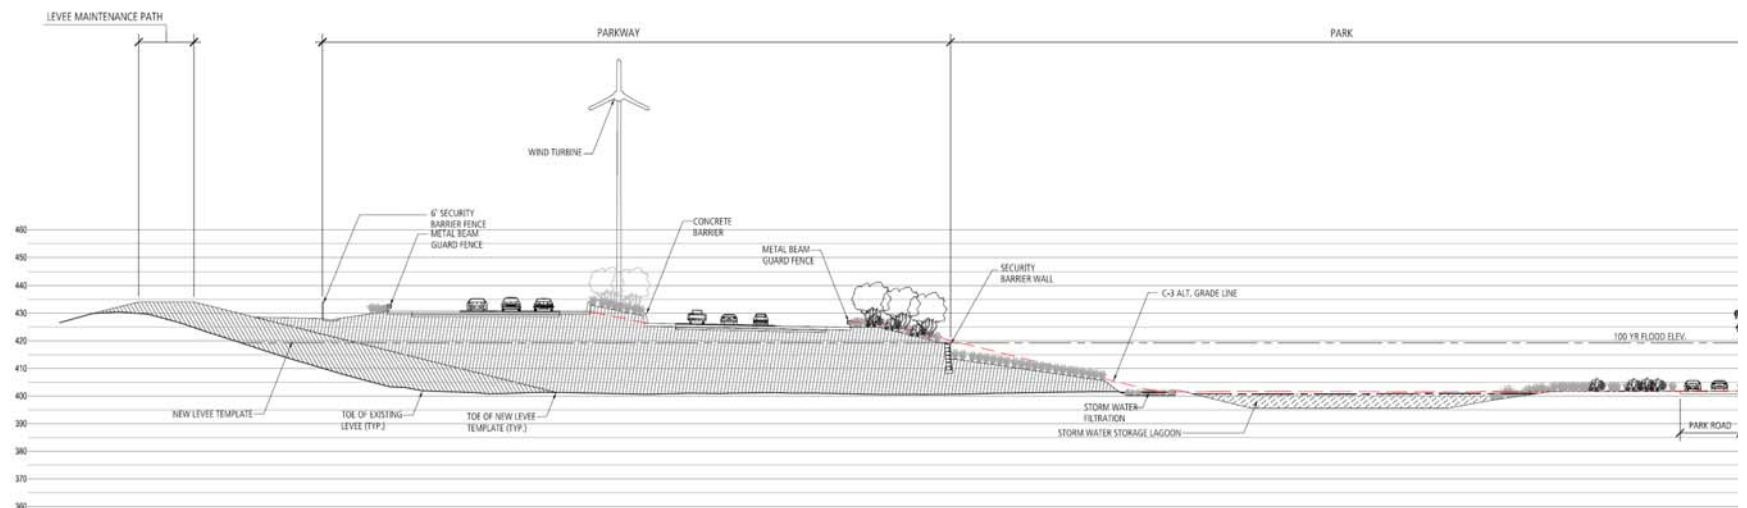 LEVEE MAINTENANCE PATH
PARKWAY
PARK
WIND TURBINE
6' SECURITY
BARRIER FENCE
METAL BEAM
GUARD FENCE
CONCRETE
BARRIER
METAL BEAM
GUARD FENCE
SECURITY
BARRIER WALL
C-3 ALT. GRADE LINE
100 YR FLOOD ELEV.
460
450
440
430
420
410
400
390
380
370
360
NEW LEVEE TEMPLATE
TOE OF EXISTING
LEVEE (TYP.)
TOE OF NEW LEVEE
TEMPLATE (TYP.)
STORM WATER
FILTRATION
STORM WATER STORAGE LAGOON
PARK ROAD